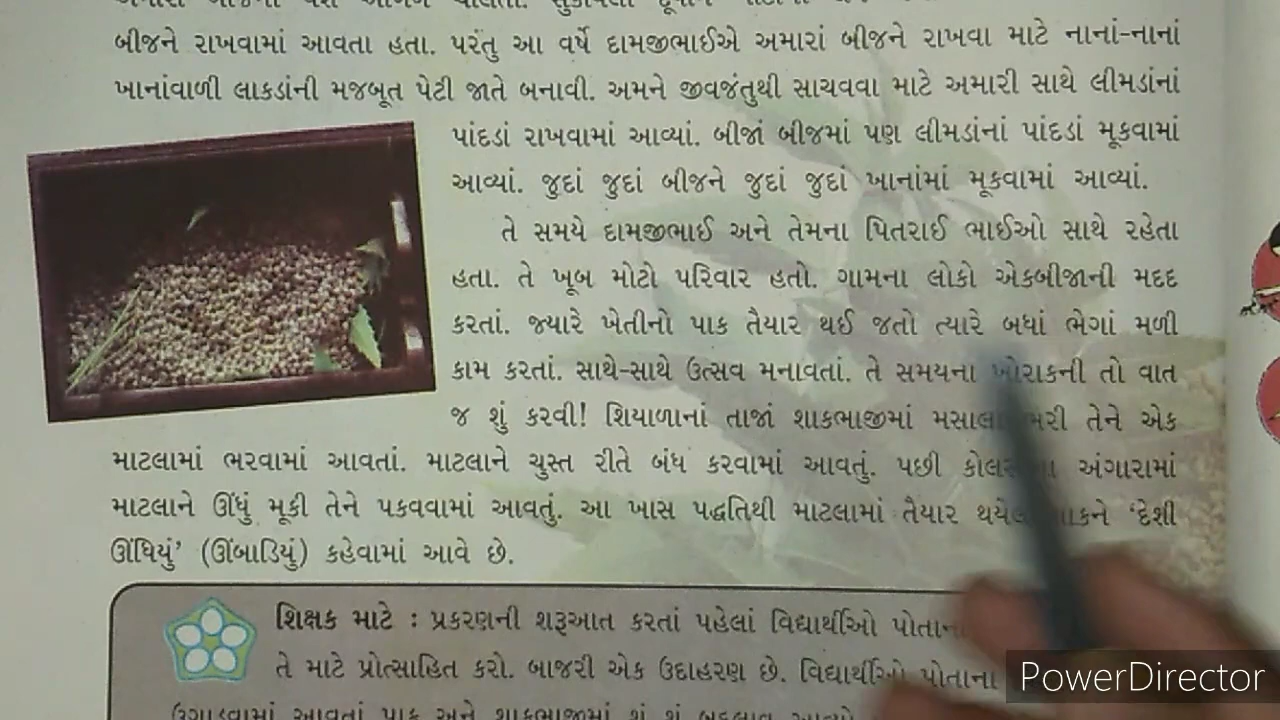 બીજને રાખવામાં આવતા હતા. પરંતુ આ વર્ષે દામજીભાઈએ અમારાં બીજને રાખવા માટે નાનાં-નાનાં
ખાનાંવાળી લાકડાંની મજબૂત પેટી જાતે બનાવી. અમને જીવજંતુથી સાચવવા માટે અમારી સાથે લીમડાંનાં
પાંદડાં રાખવામાં આવ્યાં. બીજાં બીજમાં પણ લીમડાંનાં પાંદડાં મૂકવામાં
આવ્યાં. જુદાં જુદાં બીજને જુદાં જુદાં ખાનાંમાં મૂકવામાં આવ્યાં.
તે સમયે દામજીભાઈ અને તેમના પિતરાઈ ભાઈઓ સાથે રહેતા
હતા. તે ખૂબ મોટો પરિવાર હતો. ગામના લોકો એકબીજાની મદદ
કરતાં. જ્યારે ખેતીનો પાક તૈયાર થઈ જતો ત્યારે બધાં ભેગાં મળી
કામ કરતાં. સાથે-સાથે ઉત્સવ મનાવતાં. તે સમયના ખોરાકની તો વાત
જ શું કરવી! શિયાળાનાં તાજાં શાકભાજીમાં મસાલા ભરી તેને એક
માટલામાં ભરવામાં આવતાં. માટલાને ચુસ્ત રીતે બંધ કરવામાં આવતું. પછી અંગારામાં
માટલાને ઊંધું મૂકી તેને પકવવામાં આવતું. આ ખાસ પદ્ધતિથી માટલામાં તૈયાર 'દેશી
ઊંધિયું' (ઊંબાડિયું) કહેવામાં આવે છે.
શિક્ષક માટે : પ્રકરણની શરૂઆત કરતાં પહેલાં વિદ્યાર્થીઓ
તે માટે પ્રોત્સાહિત કરો. બાજરી એક ઉદાહરણ છે. વિદ્યાર્થીઓ પોતાના
PowerDirector